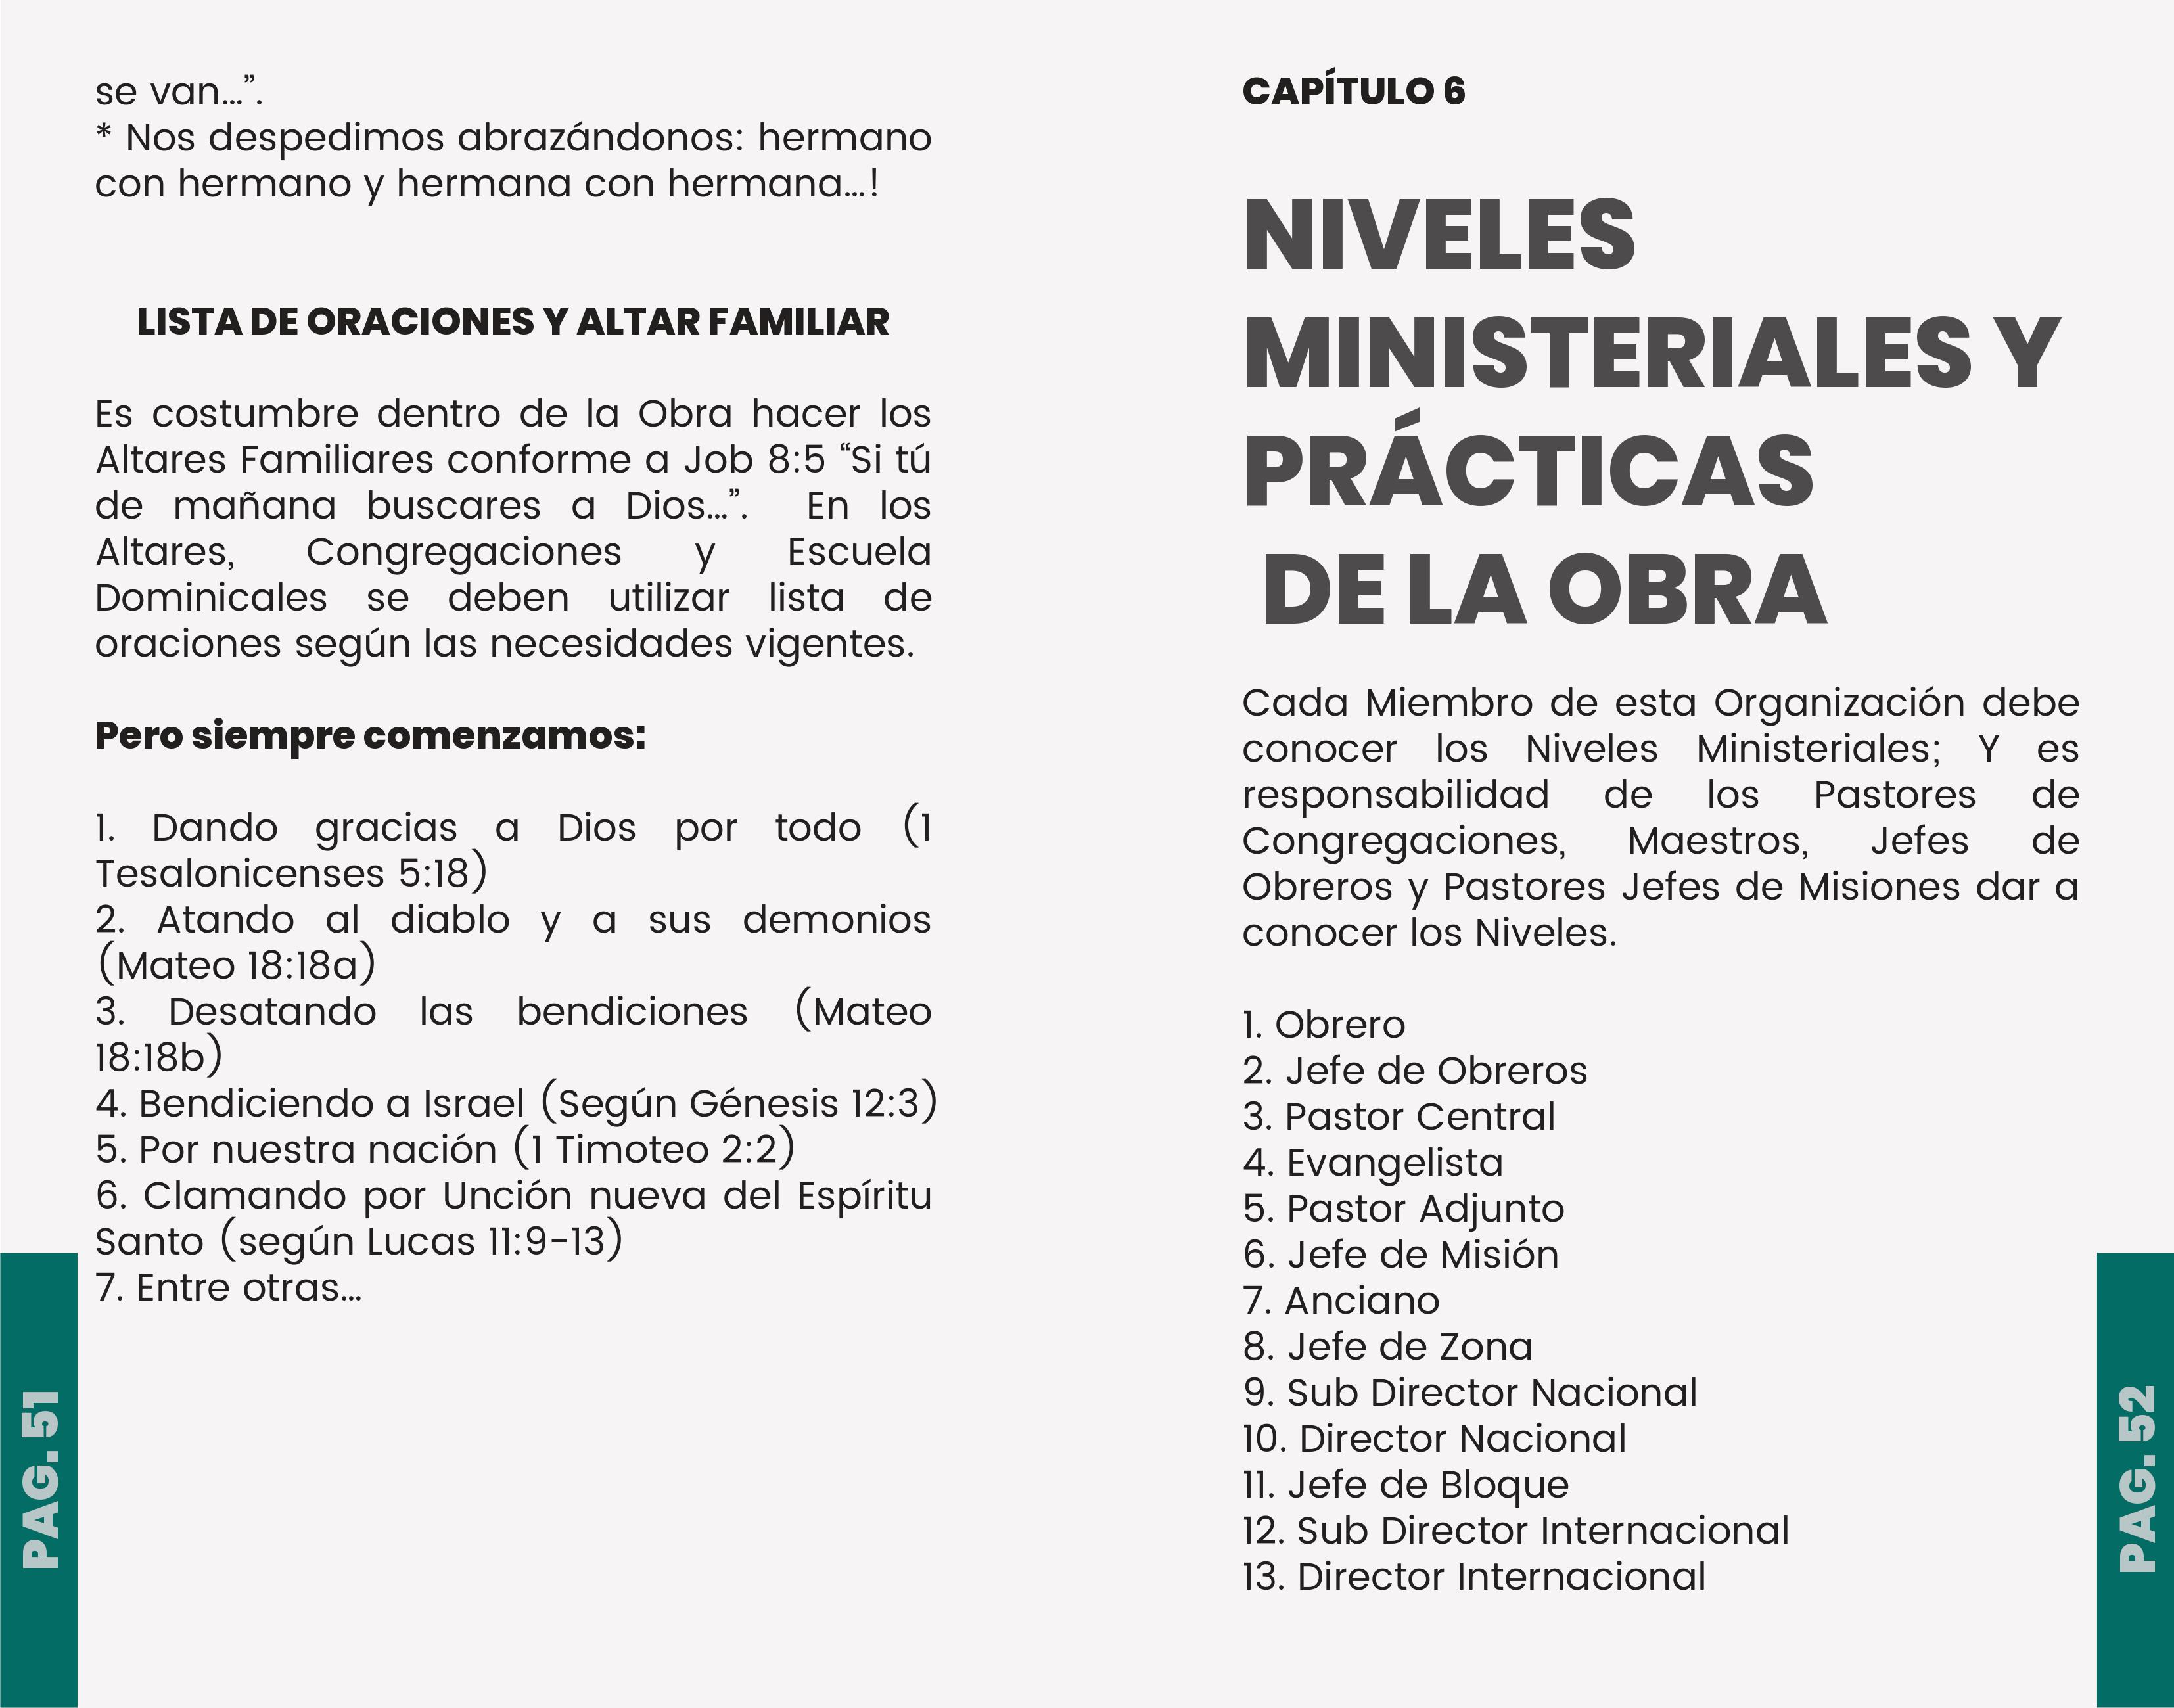 se van...”.
* Nos despedimos abrazándonos: hermano
con hermano y hermana con hermana...!
LISTA DE ORACIONES Y ALTAR FAMILIAR
Es costumbre dentro de la Obra hacer los
Altares Familiares conforme a Job 8:5 “Si tú
de mañana buscares a Dios...”. En los
Altares, Congregaciones y Escuela
Dominicales se deben utilizar lista de
oraciones según las necesidades vigentes.
Pero siempre comenzamos:
1. Dando gracias a Dios por todo (1
Tesalonicenses 5:18)
2. Atando al diablo y a sus demonios
(Mateo 18:18a)
3. Desatando las bendiciones (Mateo
18:18b)
4. Bendiciendo a Israel (Según Génesis 12:3)
5. Por nuestra nación (1 Timoteo 2:2)
6. Clamando por Unción nueva del Espíritu
Santo (según Lucas 11:9-13)
7. Entre otras...
PAG. 51
CAPÍTULO 6
NIVELES
MINISTERIALES Y
PRÁCTICAS
DE LA OBRA
Cada Miembro de esta Organización debe
conocer los Niveles Ministeriales; Y es
responsabilidad de los Pastores de
Congregaciones, Maestros, Jefes de
Obreros y Pastores Jefes de Misiones dar a
conocer los Niveles.
1. Obrero
2. Jefe de Obreros
3. Pastor Central
4. Evangelista
5. Pastor Adjunto
6. Jefe de Misión
7. Anciano
8. Jefe de Zona
9. Sub Director Nacional
10. Director Nacional
11. Jefe de Bloque
12. Sub Director Internacional
13. Director Internacional
PAG. 52